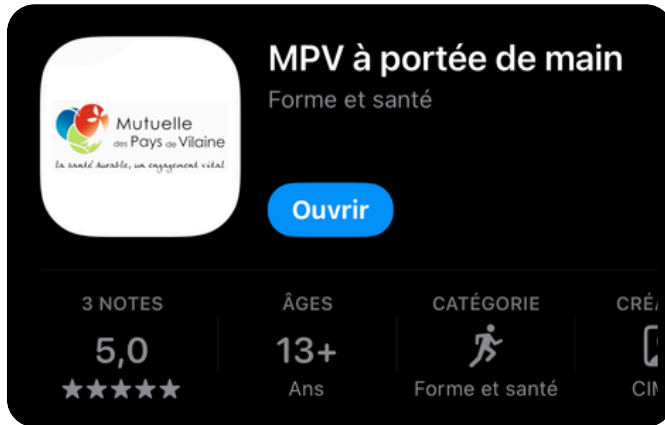 MPV à portée de main
Forme et santé
Mutuelle
des Pays de Vilaine
la santé durable, un engagement vital
Ouvrir
3 NOTES
ÂGES
CATÉGORIE
5,0
13+
Ans
Forme et santé